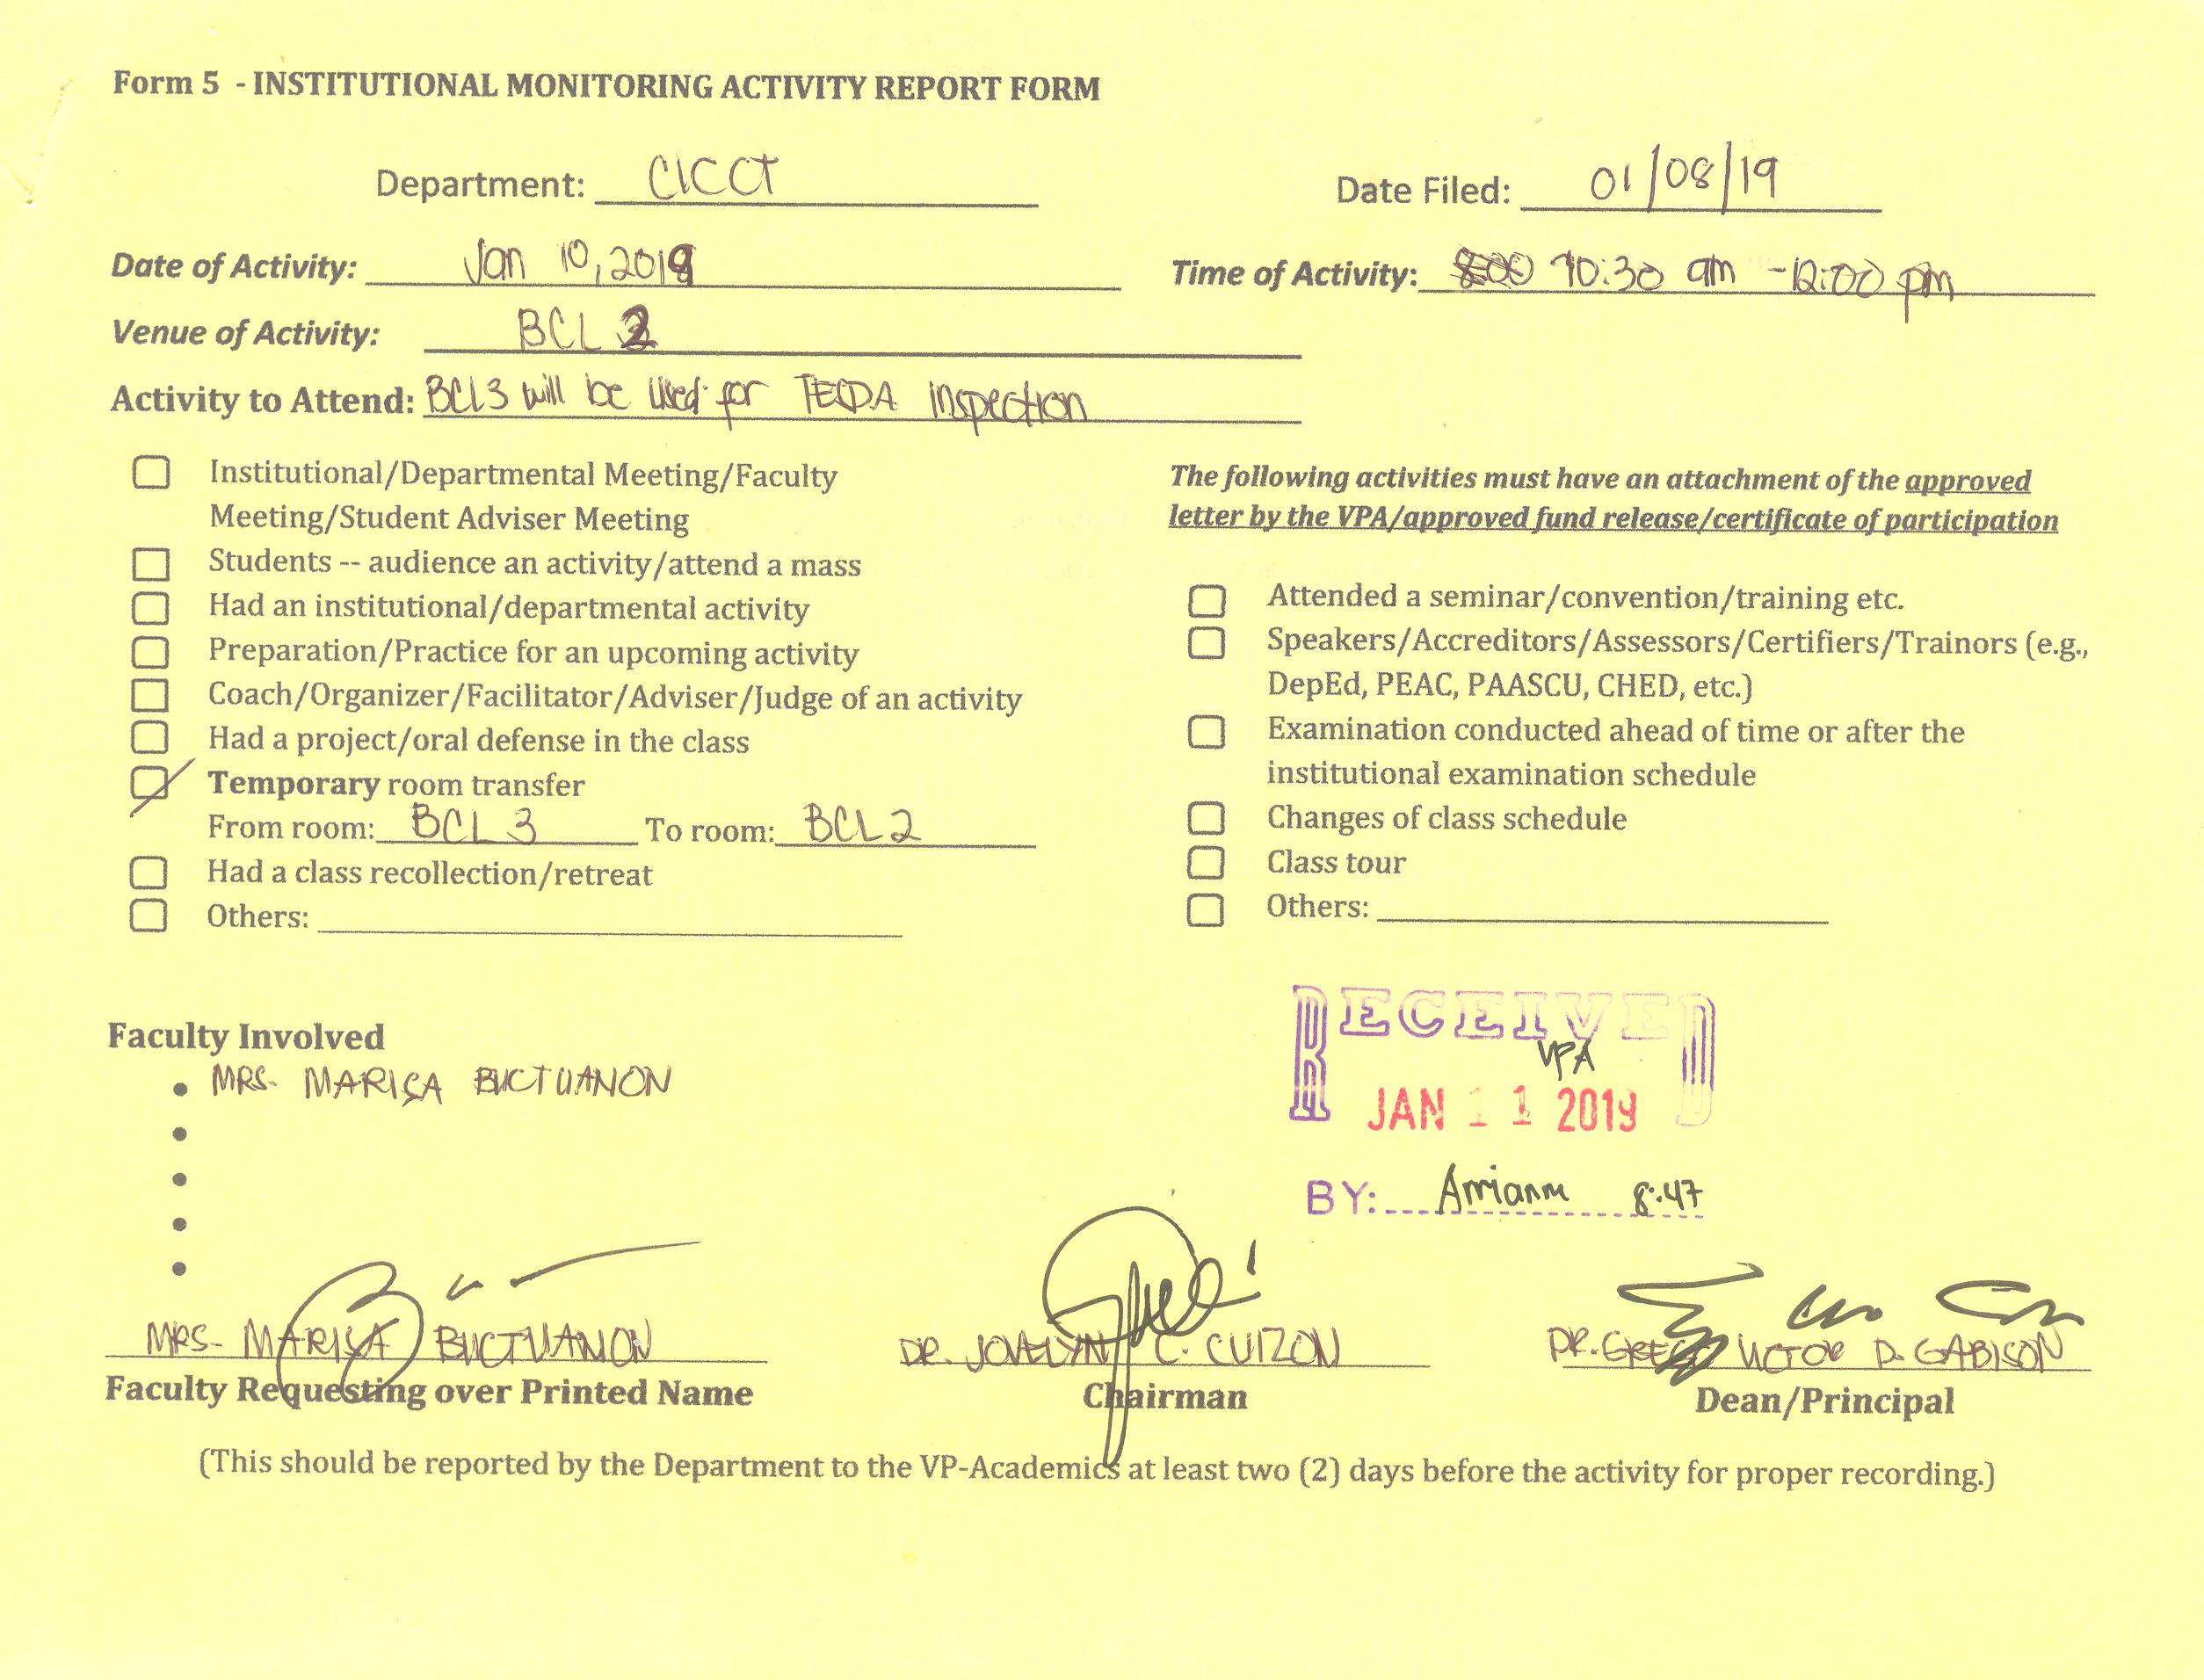 Form 5 - INSTITUTIONAL MONITORING ACTIVITY REPORT FORM
Department: CICCT
Date Filed: 01/08/19
Date of Activity: Jan 10, 2019
Time of Activity: 10:30 am - 12:00 pm
Venue of Activity: BCL 2
Activity to Attend: BCL3 will be used for TESDA Inspection
Institutional/Departmental Meeting/Faculty
Meeting/Student Adviser Meeting
Students -- audience an activity/attend a mass
Had an institutional/departmental activity
Preparation/Practice for an upcoming activity
Coach/Organizer/Facilitator/Adviser/Judge of an activity
Had a project/oral defense in the class
Temporary room transfer
From room: BCL 3 To room: BCL 2
Had a class recollection/retreat
Others:
The following activities must have an attachment of the approved
letter by the VPA/approved fund release/certificate of participation
Attended a seminar/convention/training etc.
Speakers/Accreditors/Assessors/Certifiers/Trainors (e.g.,
DepEd, PEAC, PAASCU, CHED, etc.)
Examination conducted ahead of time or after the
institutional examination schedule
Changes of class schedule
Class tour
Others:
Faculty Involved
• MRS. MARISA BUCTUANON
•
•
•
•
RECEIVED
VPA
JAN 11 2019
BY: 8:47
MRS. MARISA BUCTUANON
Faculty Requesting over Printed Name
DR. JOVELYN C. CUIZON
Chairman
DR. VICTOR D. GABISON
Dean/Principal
(This should be reported by the Department to the VP-Academics at least two (2) days before the activity for proper recording.)